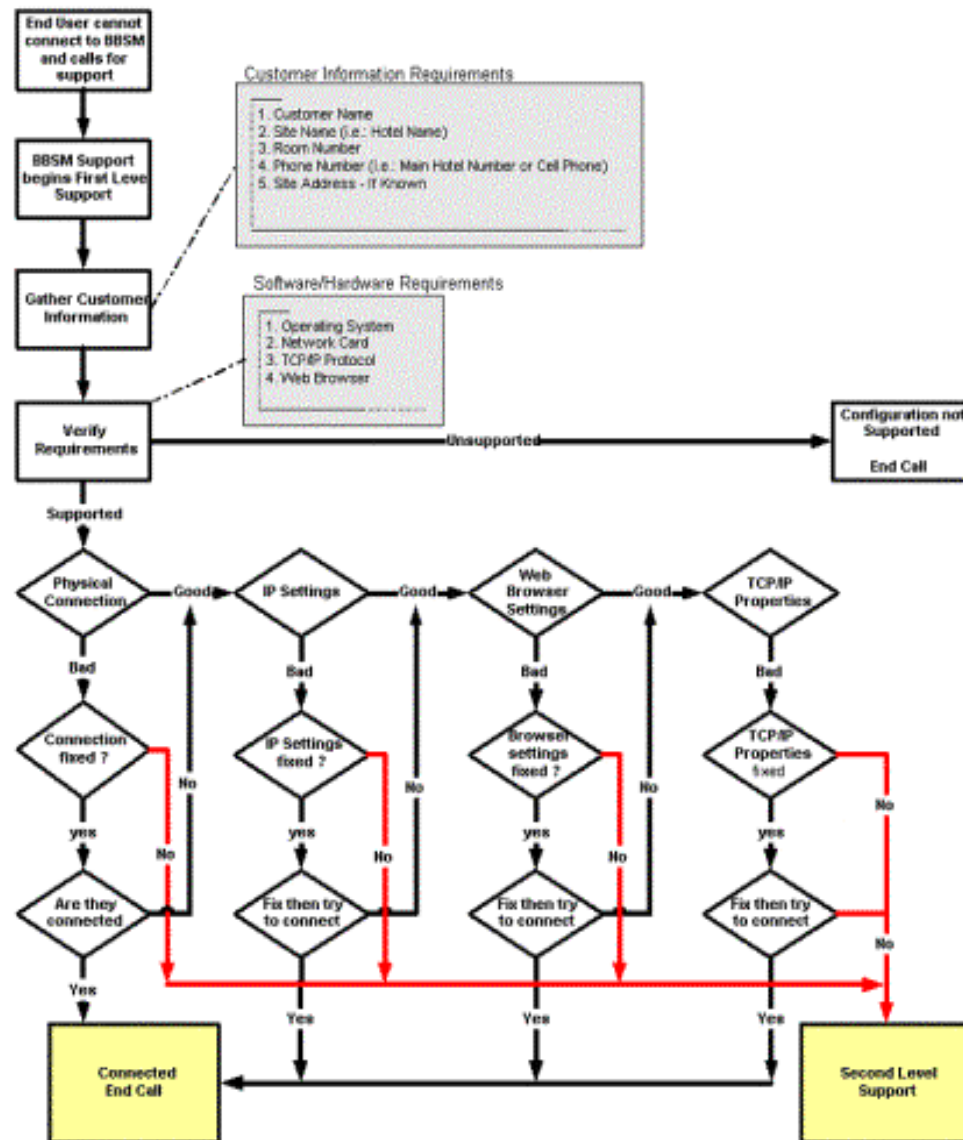 End User cannot
connect to BBSM
and calls for
support
Customer Information Requirements
1. Customer Name
2. Site Name (i.e.: Hotel Name)
3. Room Number
4. Phone Number (i.e.: Main Hotel Number or Cell Phone)
5. Site Address - If Known
BBSM Support
begins First Level
Support
Gather Customer
Information
Software/Hardware Requirements
1. Operating System
2. Network Card
3. TCP/IP Protocol
4. Web Browser
Verify
Requirements
Unsupported
Configuration not
Supported
End Call
Supported
Physical
Connection
Good
IP Settings
Good
Web
Browser
Settings
Good
TCP/IP
Properties
Bad
Bad
Bad
Bad
Connection
fixed ?
IP Settings
fixed ?
Browser
settings
fixed ?
TCP/IP
Properties
fixed
No
No
No
No
yes
yes
yes
yes
No
No
No
Are they
connected
Fix then try
to connect
Fix then try
to connect
Fix then try
to connect
No
Yes
Yes
Yes
Yes
Connected
End Call
Second Level
Support